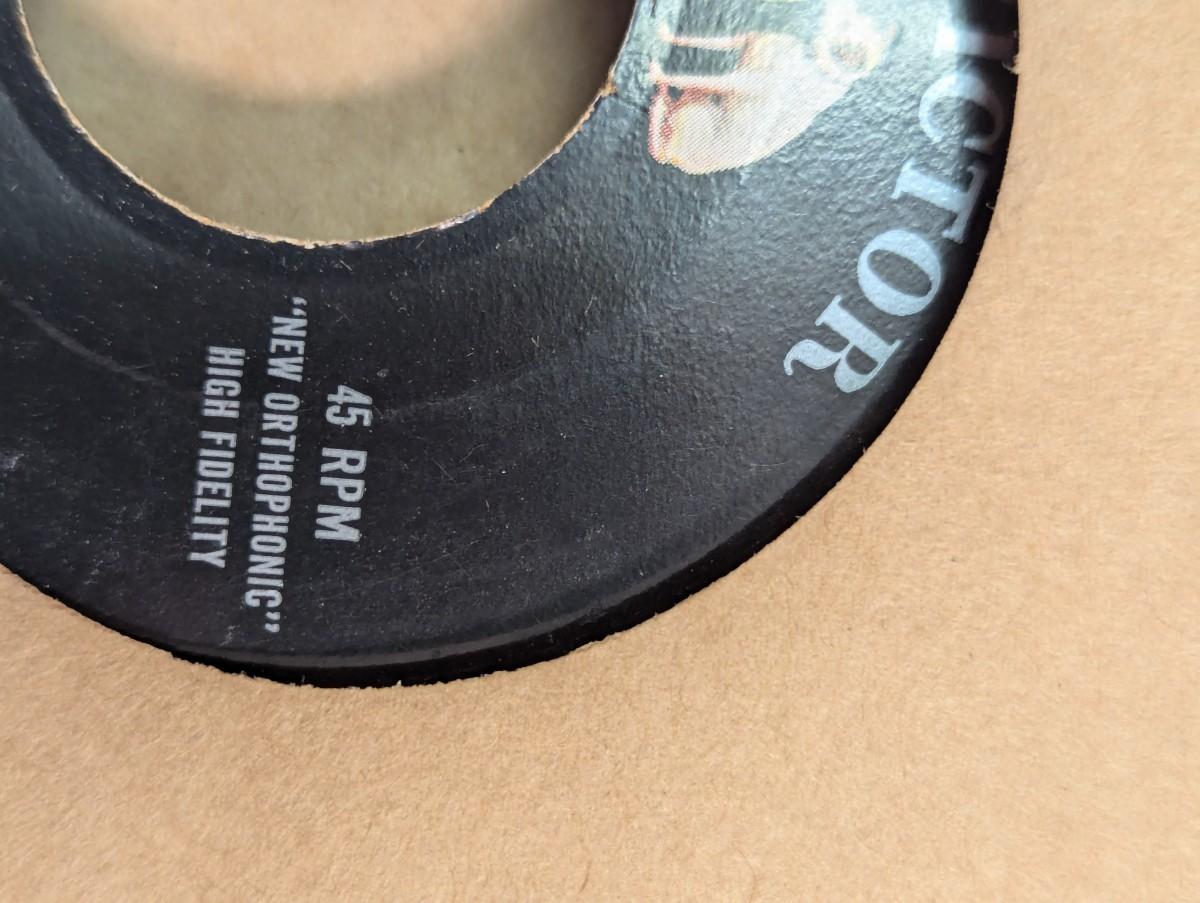 ICTOR
45 RPM
“NEW ORTHOPHONIC”
HIGH FIDELITY